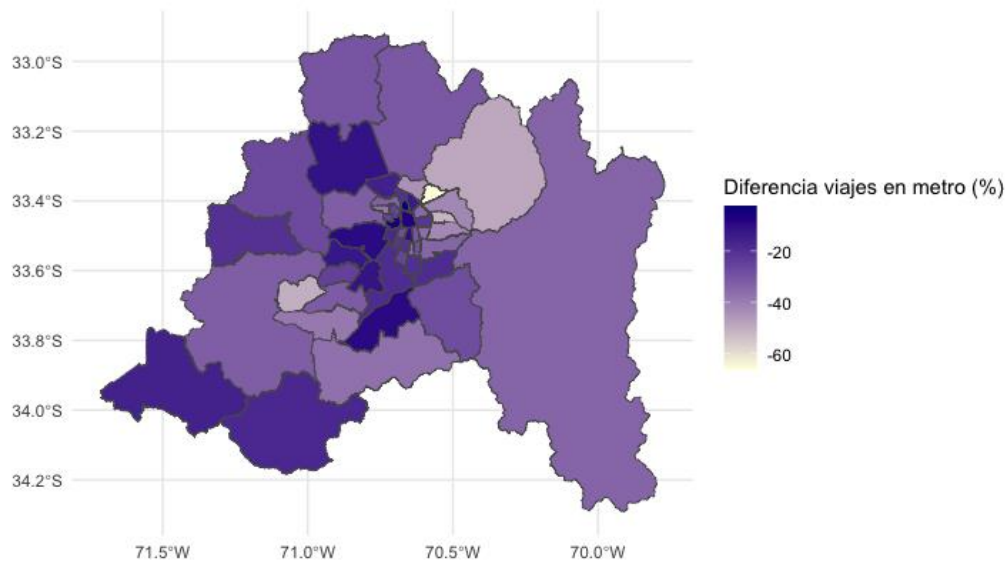 33.0°S
33.2°S
33.4°S
33.6°S
33.8°S
34.0°S
34.2°S
71.5°W 71.0°W 70.5°W 70.0°W
Diferencia viajes en metro (%)
-20
-40
-60